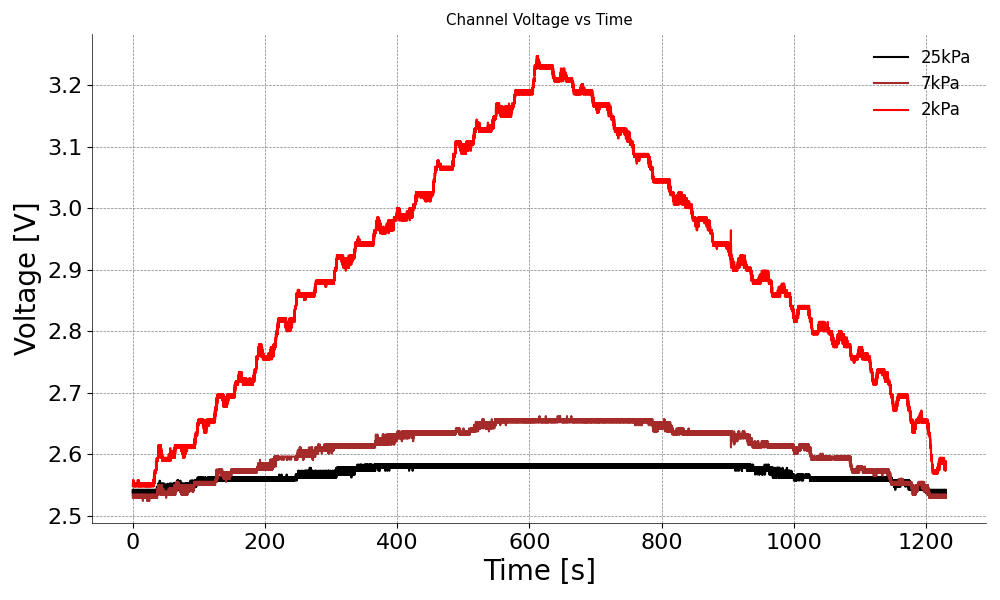 Channel Voltage vs Time
25kPa
7kPa
2kPa
Voltage [V]
3.2
3.1
3.0
2.9
2.8
2.7
2.6
2.5
0 200 400 600 800 1000 1200
Time [s]